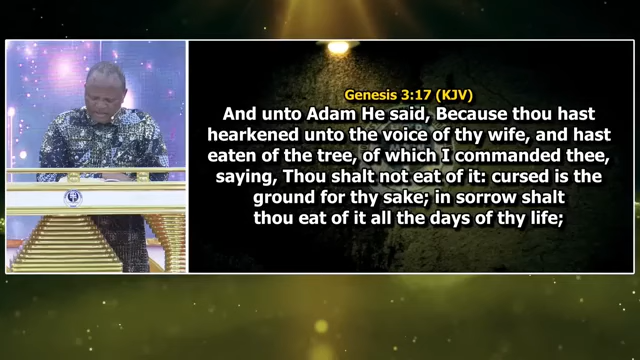 Genesis 3:17 (KJV)
And unto Adam He said, Because thou hast
hearkened unto the voice of thy wife, and hast
eaten of the tree, of which I commanded thee,
saying, Thou shalt not eat of it: cursed is the
ground for thy sake; in sorrow shalt
thou eat of it all the days of thy life;